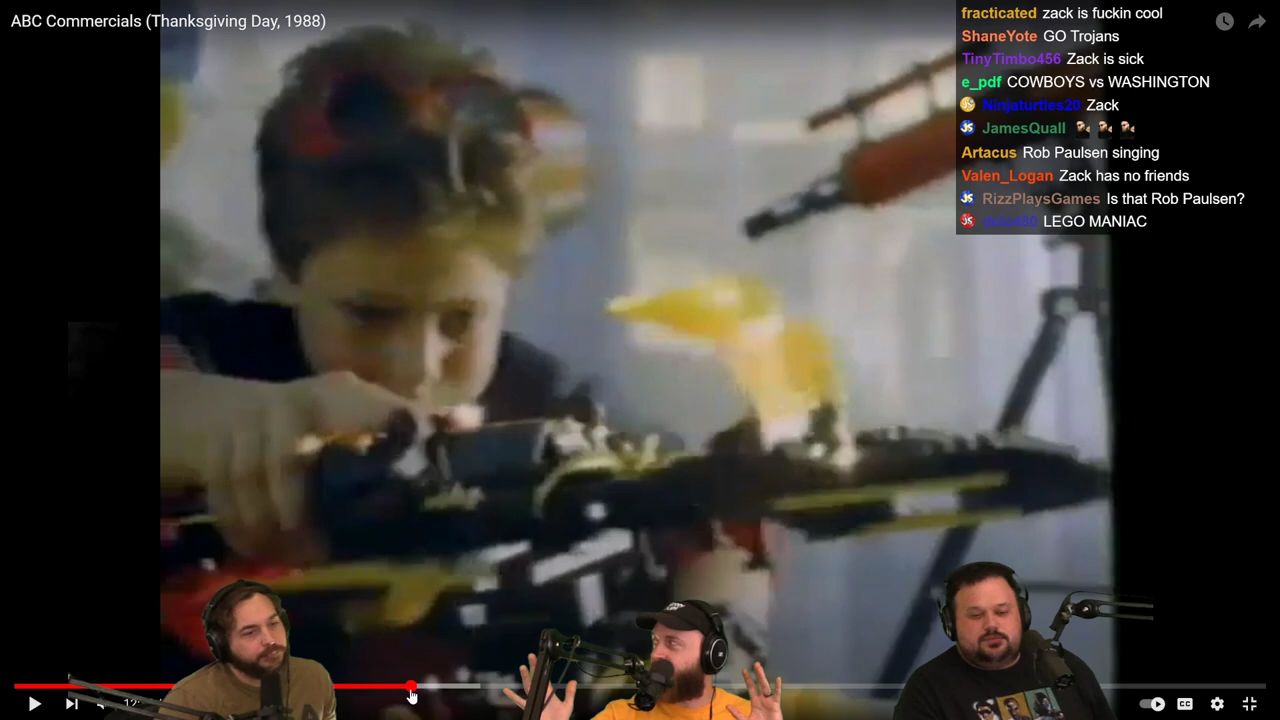 ABC Commercials (Thanksgiving Day, 1988)
fracticated zack is fuckin cool
ShaneYote GO Trojans
TinyTimbo456 Zack is sick
e_pdf COWBOYS vs WASHINGTON
Ninjaturtles20 Zack
JamesQuall
Artacus Rob Paulsen singing
Valen_Logan Zack has no friends
RizzPlaysGames Is that Rob Paulsen?
LEGO MANIAC